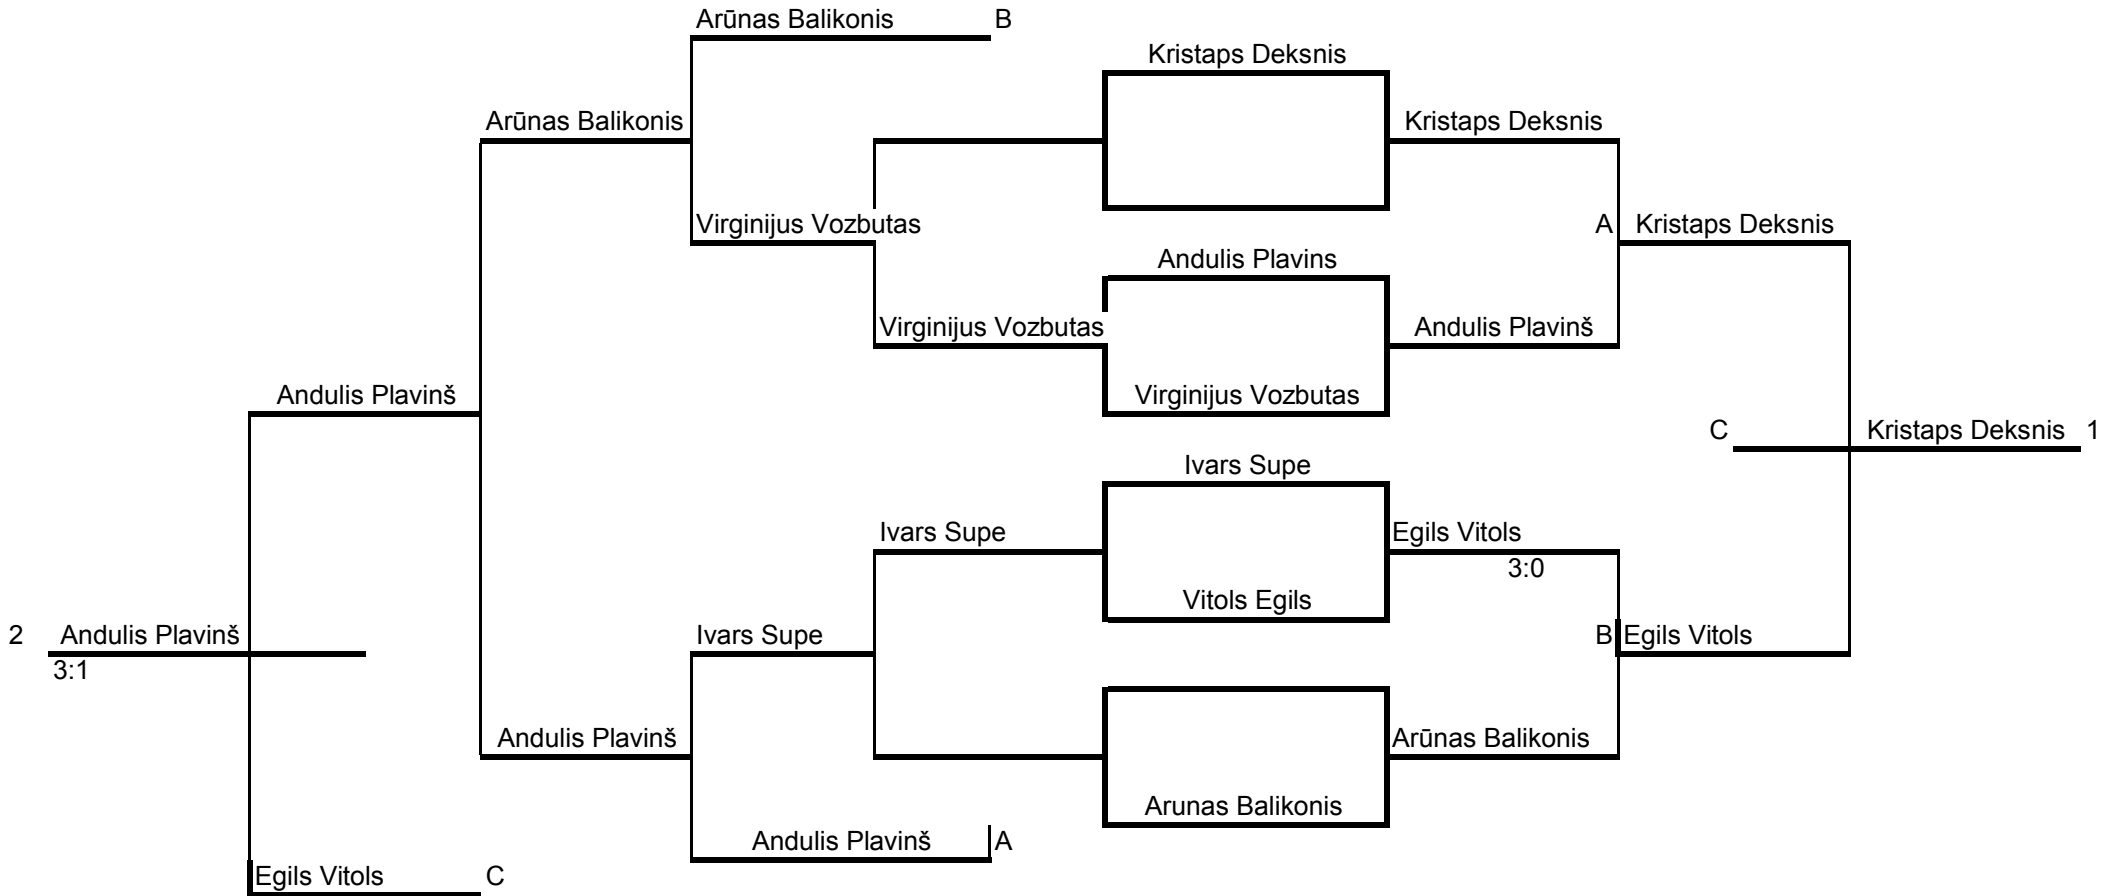 Arūnas Balikonis B
Kristaps Deksnis
Arūnas Balikonis Kristaps Deksnis
Virginijus Vozbutas A Kristaps Deksnis
Andulis Plavins
Virginijus Vozbutas Andulis Plavinš
Andulis Plavinš Virginijus Vozbutas
C Kristaps Deksnis 1
Ivars Supe
Ivars Supe Egils Vitols
3:0
Vitols Egils
2 Andulis Plavinš Ivars Supe B Egils Vitols
3:1
Andulis Plavinš Arūnas Balikonis
Arunas Balikonis
Andulis Plavinš A
Egils Vitols C